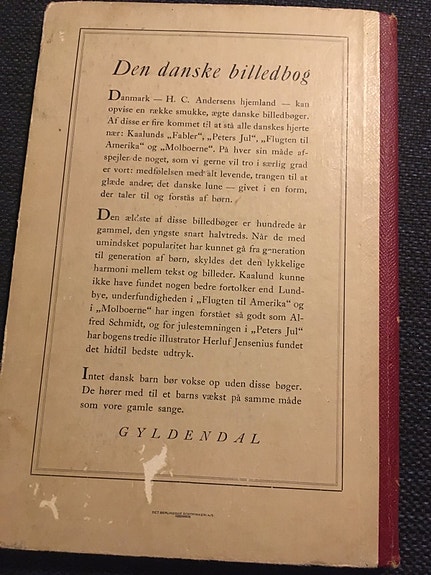 Den danske billedbog
Danmark — H. C. Andersens hjemland — kan
opvise en række smukke, ægte danske billedbøger.
Af disse er fire kommet til at stå alle danskes hjerte
nær: Kaalunds „Fabler“, „Peters Jul“, „Flugten til
Amerika“ og „Molboerne“. På hver sin måde af-
spejler de noget, som vi gerne vil tro i særlig grad
er vort: medfølelsen med alt levende, trangen til at
glæde andre, det danske lune — givet i en form,
der taler til og forstås af børn.
Den ældste af disse billedbøger er hundrede år
gammel, den yngste snart halvtreds. Når de med
umindsket popularitet har kunnet gå fra generation
til generation af børn, skyldes det den lykkelige
harmoni mellem tekst og billeder. Kaalund kunne
ikke have fundet nogen bedre fortolker end Lund-
bye, underfundigheden i „Flugten til Amerika“ og
i „Molboerne“ har ingen forstået så godt som Al-
fred Schmidt, og for julestemningen i „Peters Jul“
har bogens tredie illustrator Herluf Jensenius fundet
det hidtil bedste udtryk.
Intet dansk barn bør vokse op uden disse bøger.
De hører med til et barns vækst på samme måde
som vore gamle sange.
GYLDENDAL
DET BERLINGSKE BOGTRYKKERI A/S